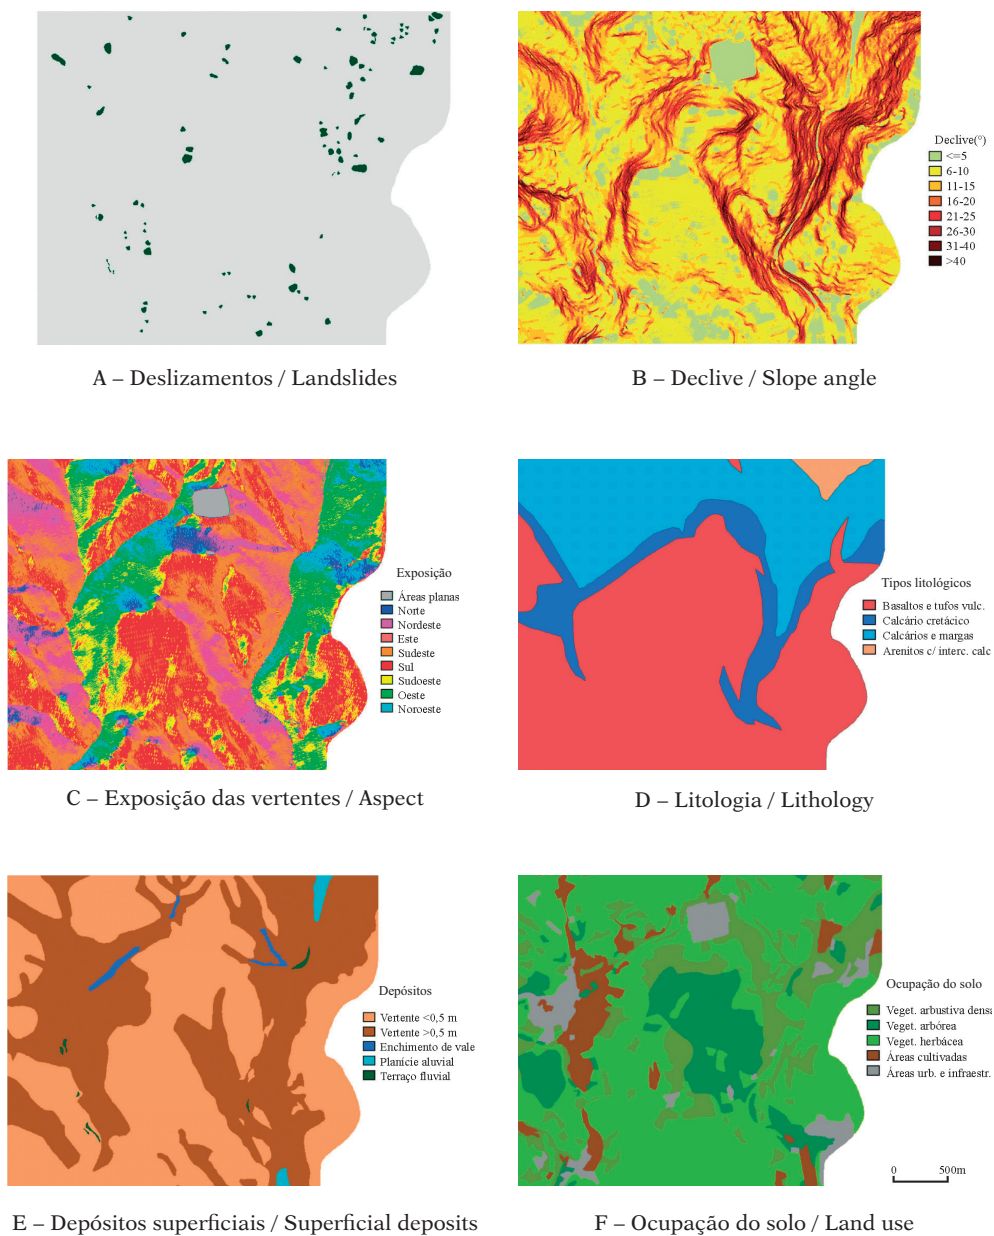 A – Deslizamentos / Landslides
Declive(°)
<=5
6-10
11-15
16-20
21-25
26-30
31-40
>40
B – Declive / Slope angle
Exposição
Áreas planas
Norte
Nordeste
Este
Sudeste
Sul
Sudoeste
Oeste
Noroeste
C – Exposição das vertentes / Aspect
Tipos litológicos
Basaltos e tufos vulc.
Calcário cretácico
Calcários e margas
Arenitos c/ interc. calc
D – Litologia / Lithology
Depósitos
Vertente <0,5 m
Vertente >0,5 m
Enchimento de vale
Planície aluvial
Terraço fluvial
E – Depósitos superficiais / Superficial deposits
Ocupação do solo
Veget. arbustiva densa
Veget. arbórea
Veget. herbácea
Áreas cultivadas
Áreas urb. e infraestr.
0 500m
F – Ocupação do solo / Land use